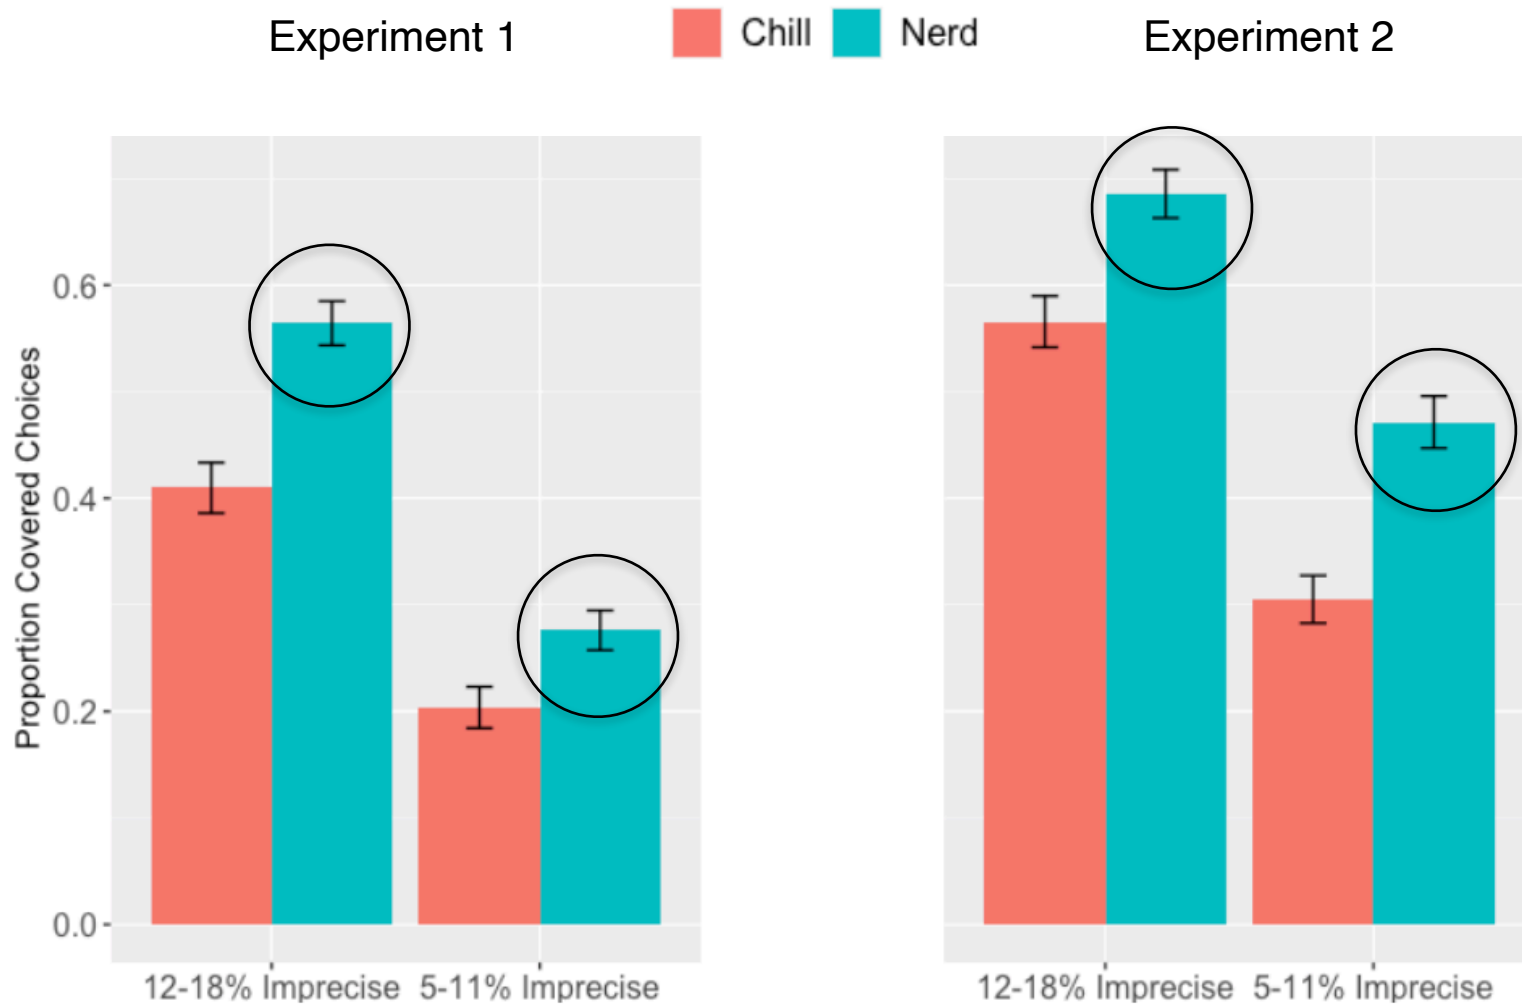 Experiment 1
Chill
Nerd
Experiment 2
Proportion Covered Choices
0.6
0.4
0.2
0.0
12-18% Imprecise
5-11% Imprecise
12-18% Imprecise
5-11% Imprecise